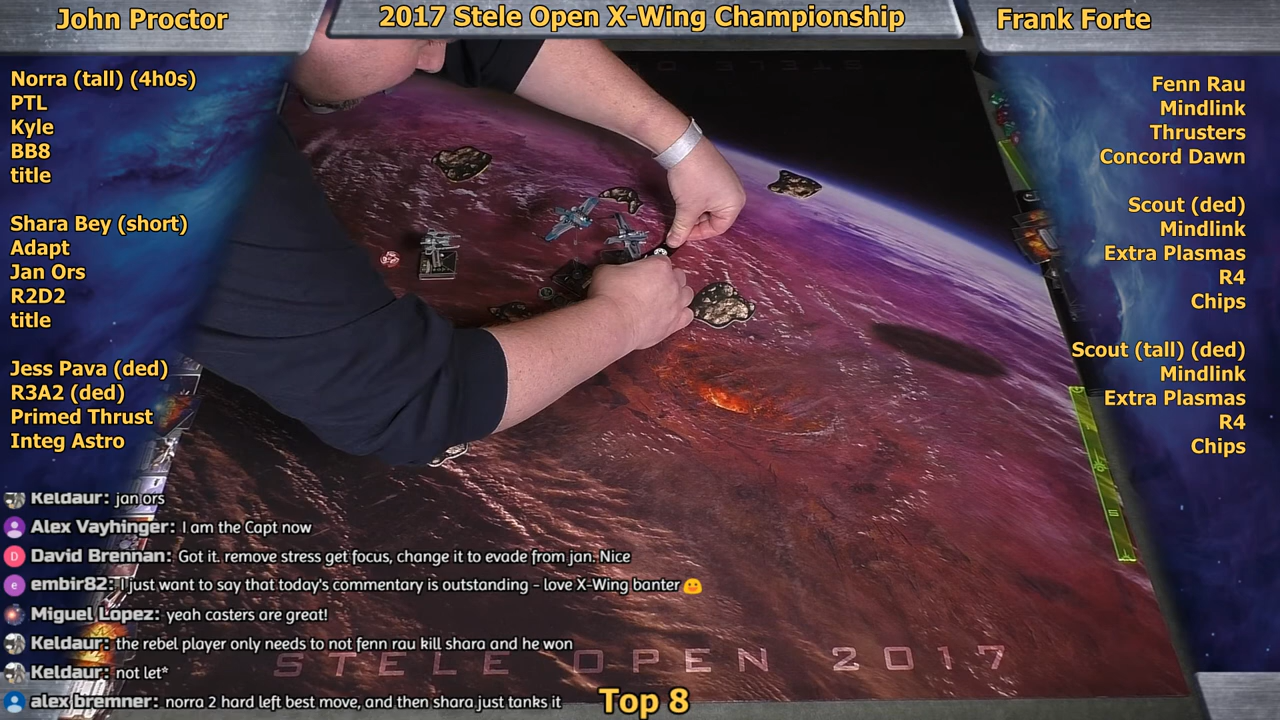 John Proctor
2017 Stele Open X-Wing Championship
Frank Forte
Norra (tall) (4h0s)
PTL
Kyle
BB8
title
Shara Bey (short)
Adapt
Jan Ors
R2D2
title
Jess Pava (ded)
R3A2 (ded)
Primed Thrust
Integ Astro
Fenn Rau
Mindlink
Thrusters
Concord Dawn
Scout (ded)
Mindlink
Extra Plasmas
R4
Chips
Scout (tall) (ded)
Mindlink
Extra Plasmas
R4
Chips
Keldaur: jan ors
Alex Vayhinger: I am the Capt now
D David Brennan: Got it. remove stress get focus, change it to evade from jan. Nice
e embir82: I just want to say that today's commentary is outstanding - love X-Wing banter
Miguel Lopez: yeah casters are great!
Keldaur: the rebel player only needs to not fenn rau kill shara and he won
Keldaur: not let*
alex bremner: norra 2 hard left best move, and then shara just tanks it
STELE OPEN 2017
Top 8